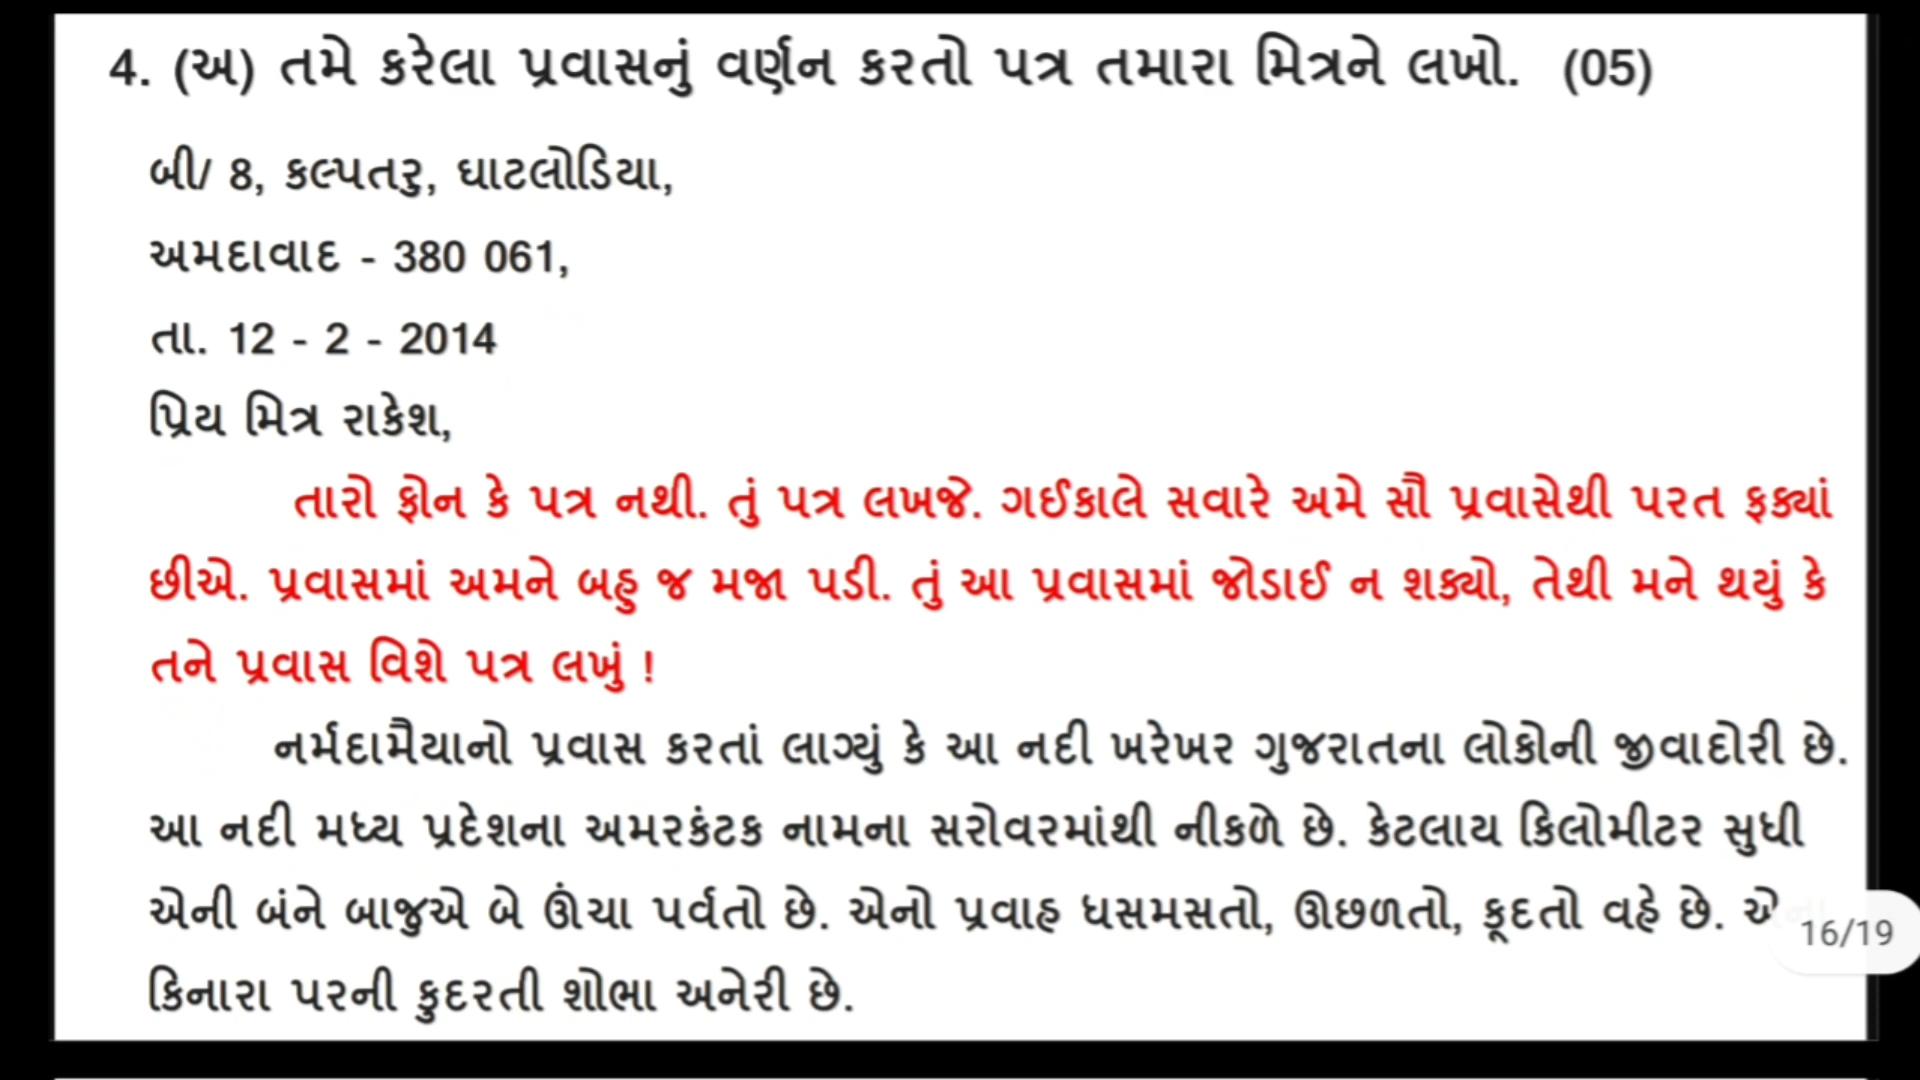 4. (અ) તમે કરેલા પ્રવાસનું વર્ણન કરતો પત્ર તમારા મિત્રને લખો. (05)
બી/ 8, કલ્પતરુ, ઘાટલોડિયા,
અમદાવાદ - 380 061,
તા. 12 - 2 - 2014
પ્રિય મિત્ર રાકેશ,
તારો ફોન કે પત્ર નથી. તું પત્ર લખજે. ગઈકાલે સવારે અમે સૌ પ્રવાસેથી પરત ફર્યાં
છીએ. પ્રવાસમાં અમને બહુ જ મજા પડી. તું આ પ્રવાસમાં જોડાઈ ન શક્યો, તેથી મને થયું કે
તને પ્રવાસ વિશે પત્ર લખું !
નર્મદામૈયાનો પ્રવાસ કરતાં લાગ્યું કે આ નદી ખરેખર ગુજરાતના લોકોની જીવાદોરી છે.
આ નદી મધ્ય પ્રદેશના અમરકંટક નામના સરોવરમાંથી નીકળે છે. કેટલાય કિલોમીટર સુધી
એની બંને બાજુએ બે ઊંચા પર્વતો છે. એનો પ્રવાહ ધસમસતો, ઊછળતો, કૂદતો વહે છે. એના
કિનારા પરની કુદરતી શોભા અનેરી છે.
16/19